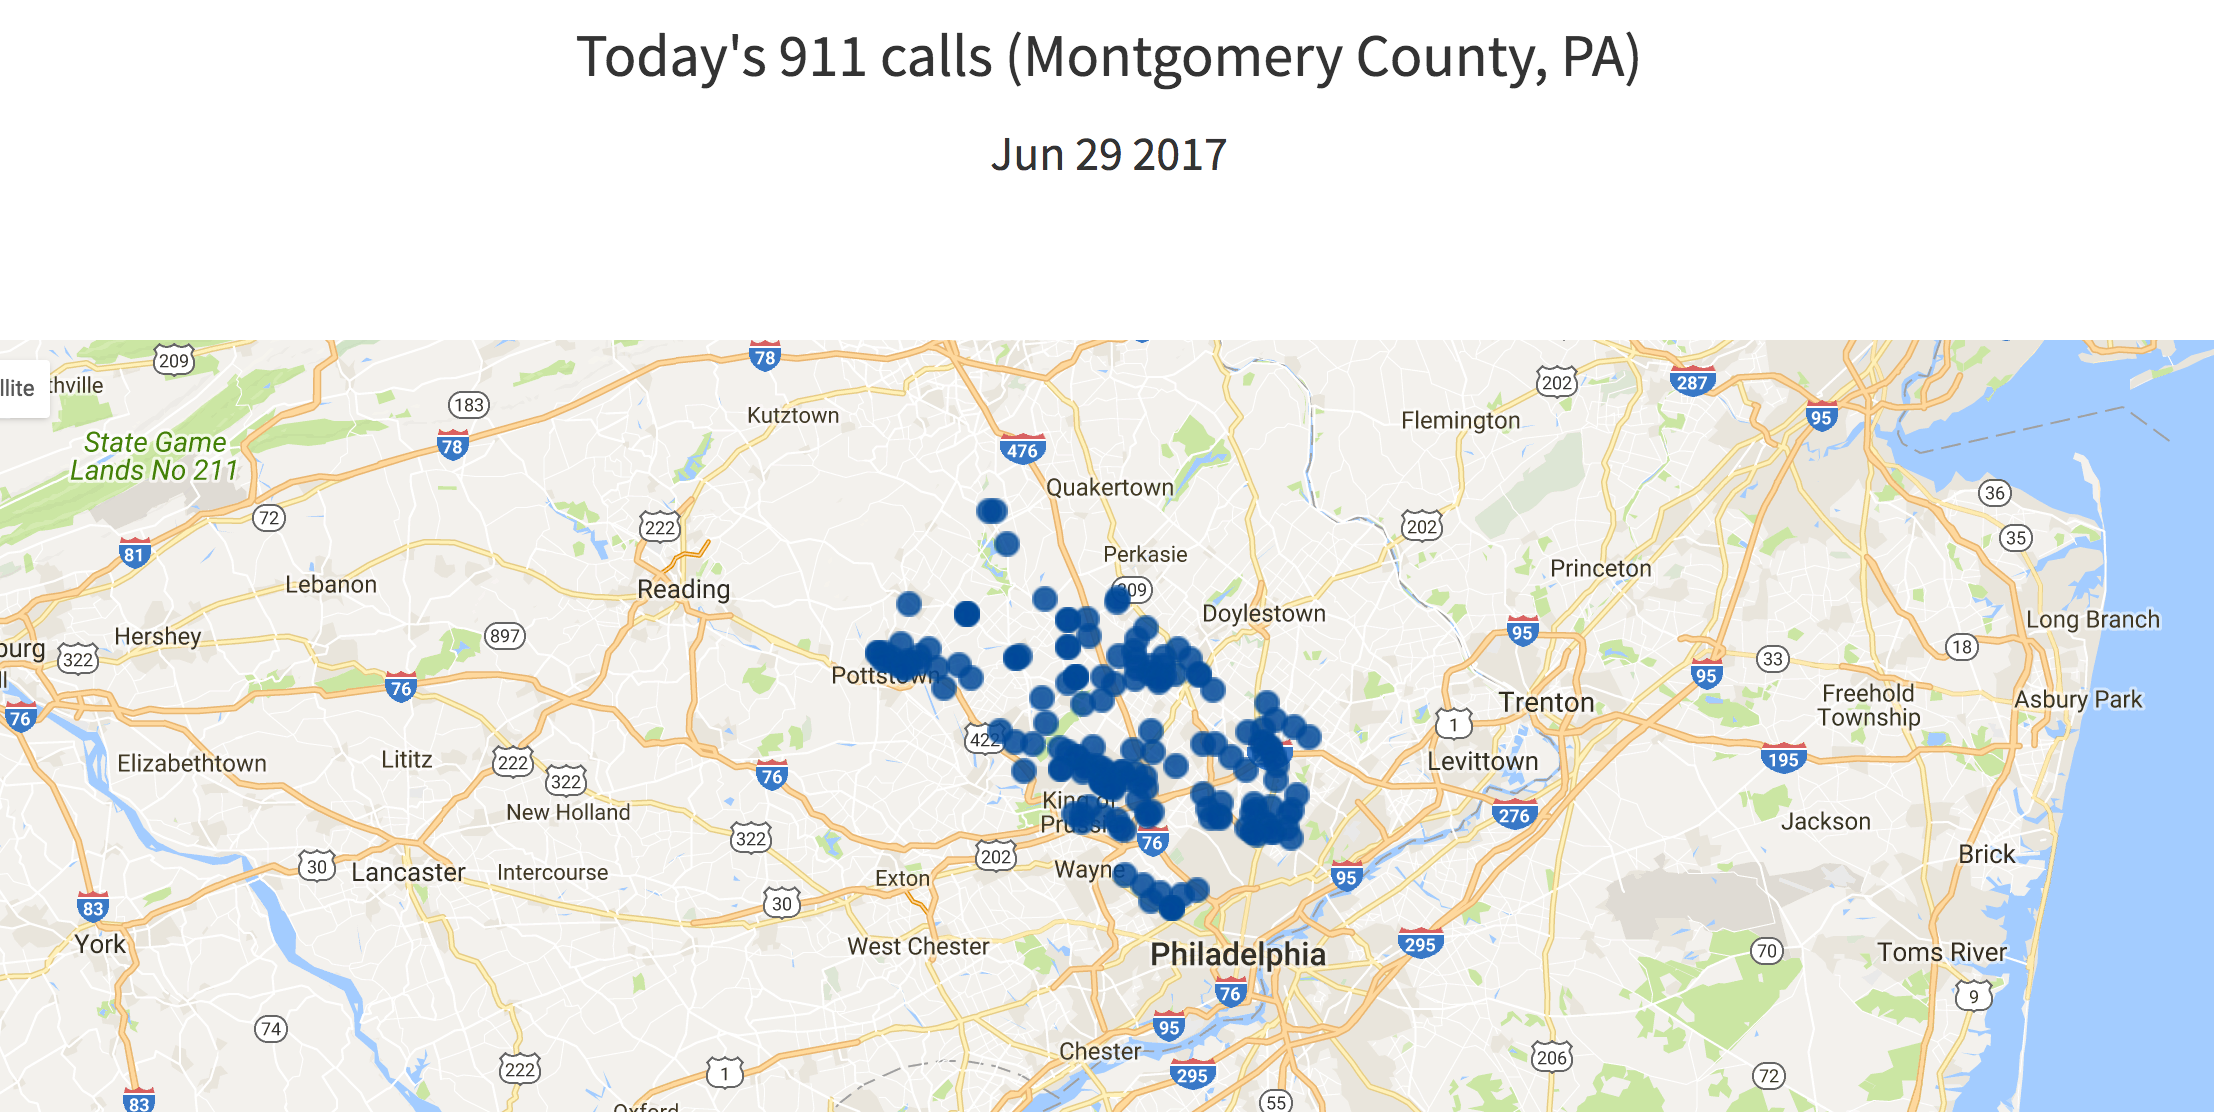 Today's 911 calls (Montgomery County, PA)
Jun 29 2017
209
78
llite
thville
183
Kutztown
202
287
95
Flemington
State Game
Lands No 211
78
476
Quakertown
36
72
222
202
35
81
Perkasie
Princeton
Lebanon
Reading
09
Doylestown
95
Long Branch
Hershey
897
burg
322
33
18
ll
76
Pottstown
95
Freehold
Township
Asbury Park
76
Trenton
1
422
Elizabethtown
Lititz
222
322
76
Levittown
195
New Holland
King of
Prussia
276
Jackson
322
76
30
Lancaster
Intercourse
202
Wayne
Exton
95
Brick
83
30
York
West Chester
Philadelphia
295
70
Toms River
76
9
74
95
Chester
206
222
1
295
72
83
Oxford
55